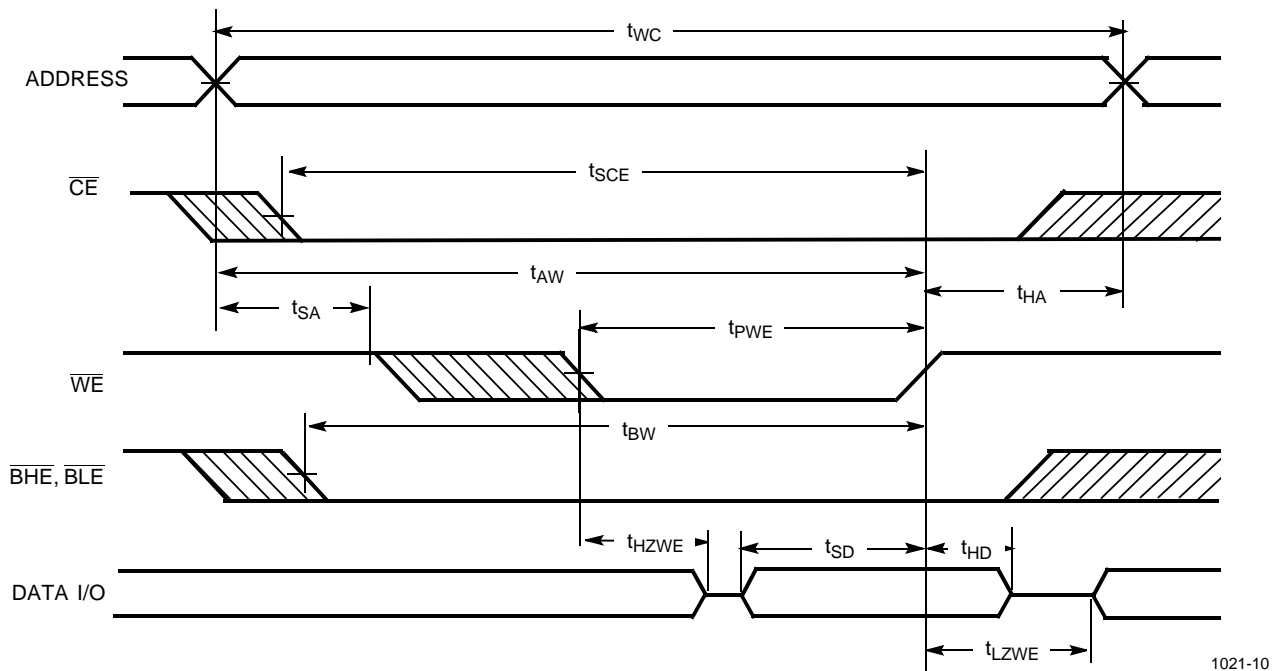 tWC
ADDRESS
CE
tSCE
tAW
tSA
tHA
tPWE
WE
tBW
BHE, BLE
tHZWE
tSD
tHD
DATA I/O
tLZWE
1021-10